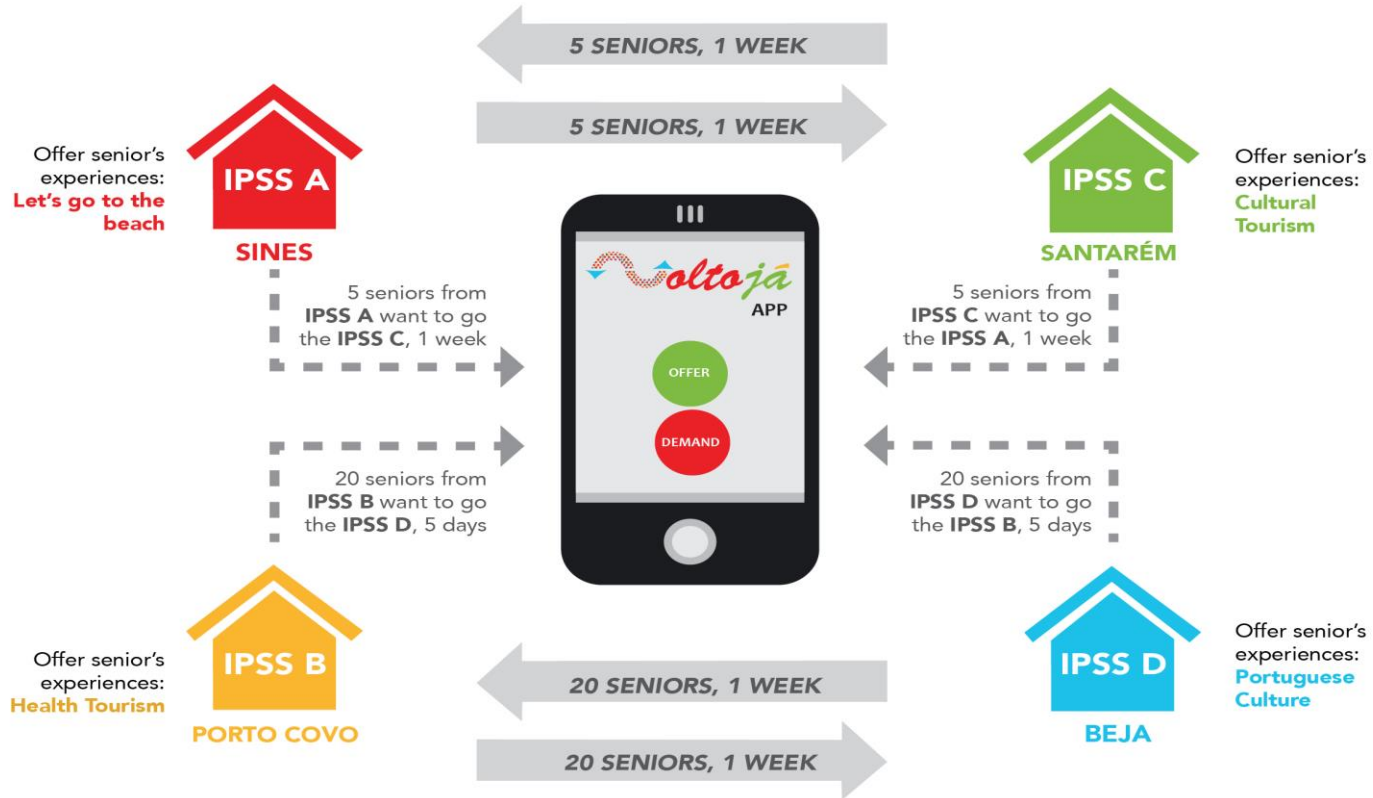 5 SENIORS, 1 WEEK
5 SENIORS, 1 WEEK
Offer senior's
experiences:
Let's go to the
beach
IPSS A
SINES
5 seniors from
IPSS A want to go
the IPSS C, 1 week
Offer senior's
experiences:
Cultural
Tourism
IPSS C
SANTARÉM
5 seniors from
IPSS C want to go
the IPSS A, 1 week
Voltojá
APP
OFFER
DEMAND
20 seniors from
IPSS B want to go
the IPSS D, 5 days
IPSS B
Offer senior's
experiences:
Health Tourism
PORTO COVO
20 seniors from
IPSS D want to go
the IPSS B, 5 days
IPSS D
Offer senior's
experiences:
Portuguese
Culture
BEJA
20 SENIORS, 1 WEEK
20 SENIORS, 1 WEEK